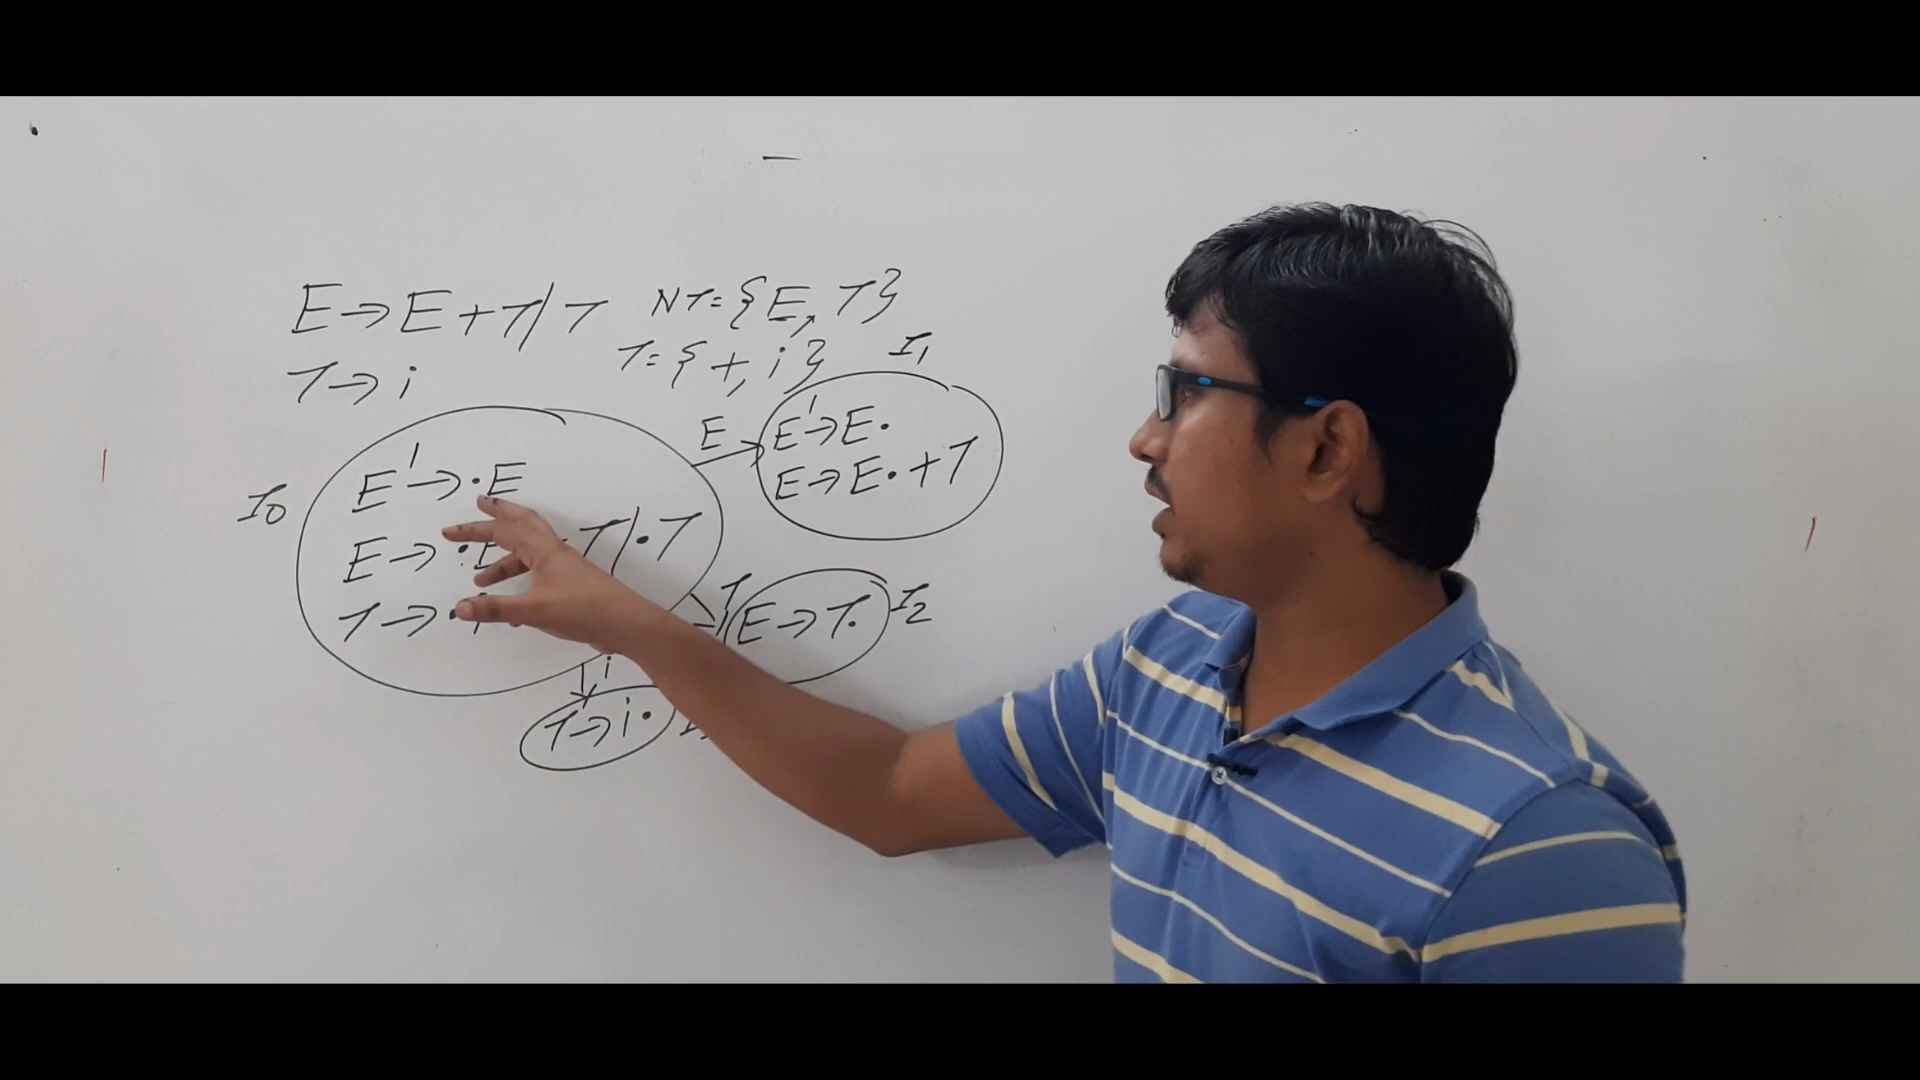 E→E+T|T NT={E,T}
T→i T={+,i}
I0
E'→.E
E→.E+T|.T
T→.i
E
I1
E'→E.
E→E.+T
T
E→T. I2
i
T→i.